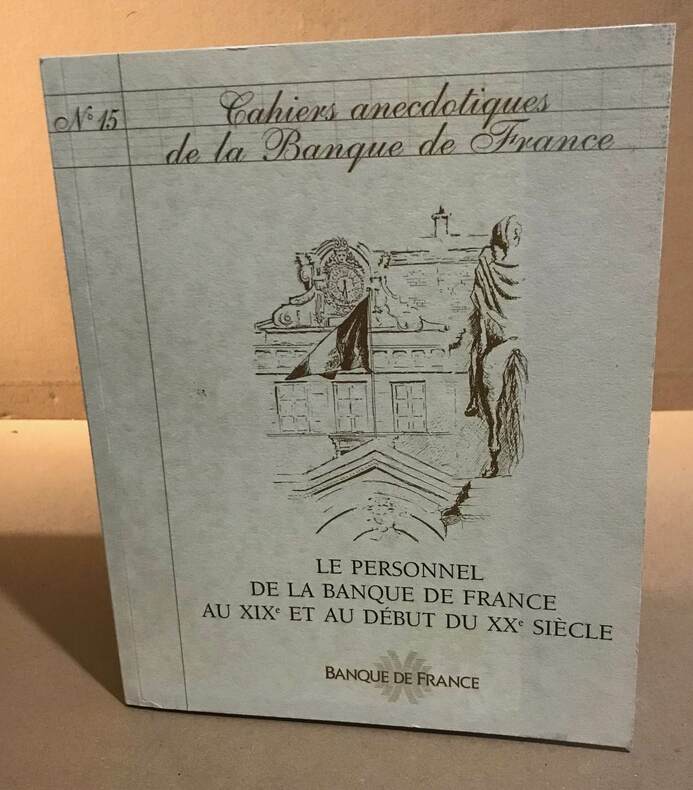 N° 15
Cahiers anecdotiques
de la Banque de France
LE PERSONNEL
DE LA BANQUE DE FRANCE
AU XIXe ET AU DÉBUT DU XXe SIÈCLE
BANQUE DE FRANCE